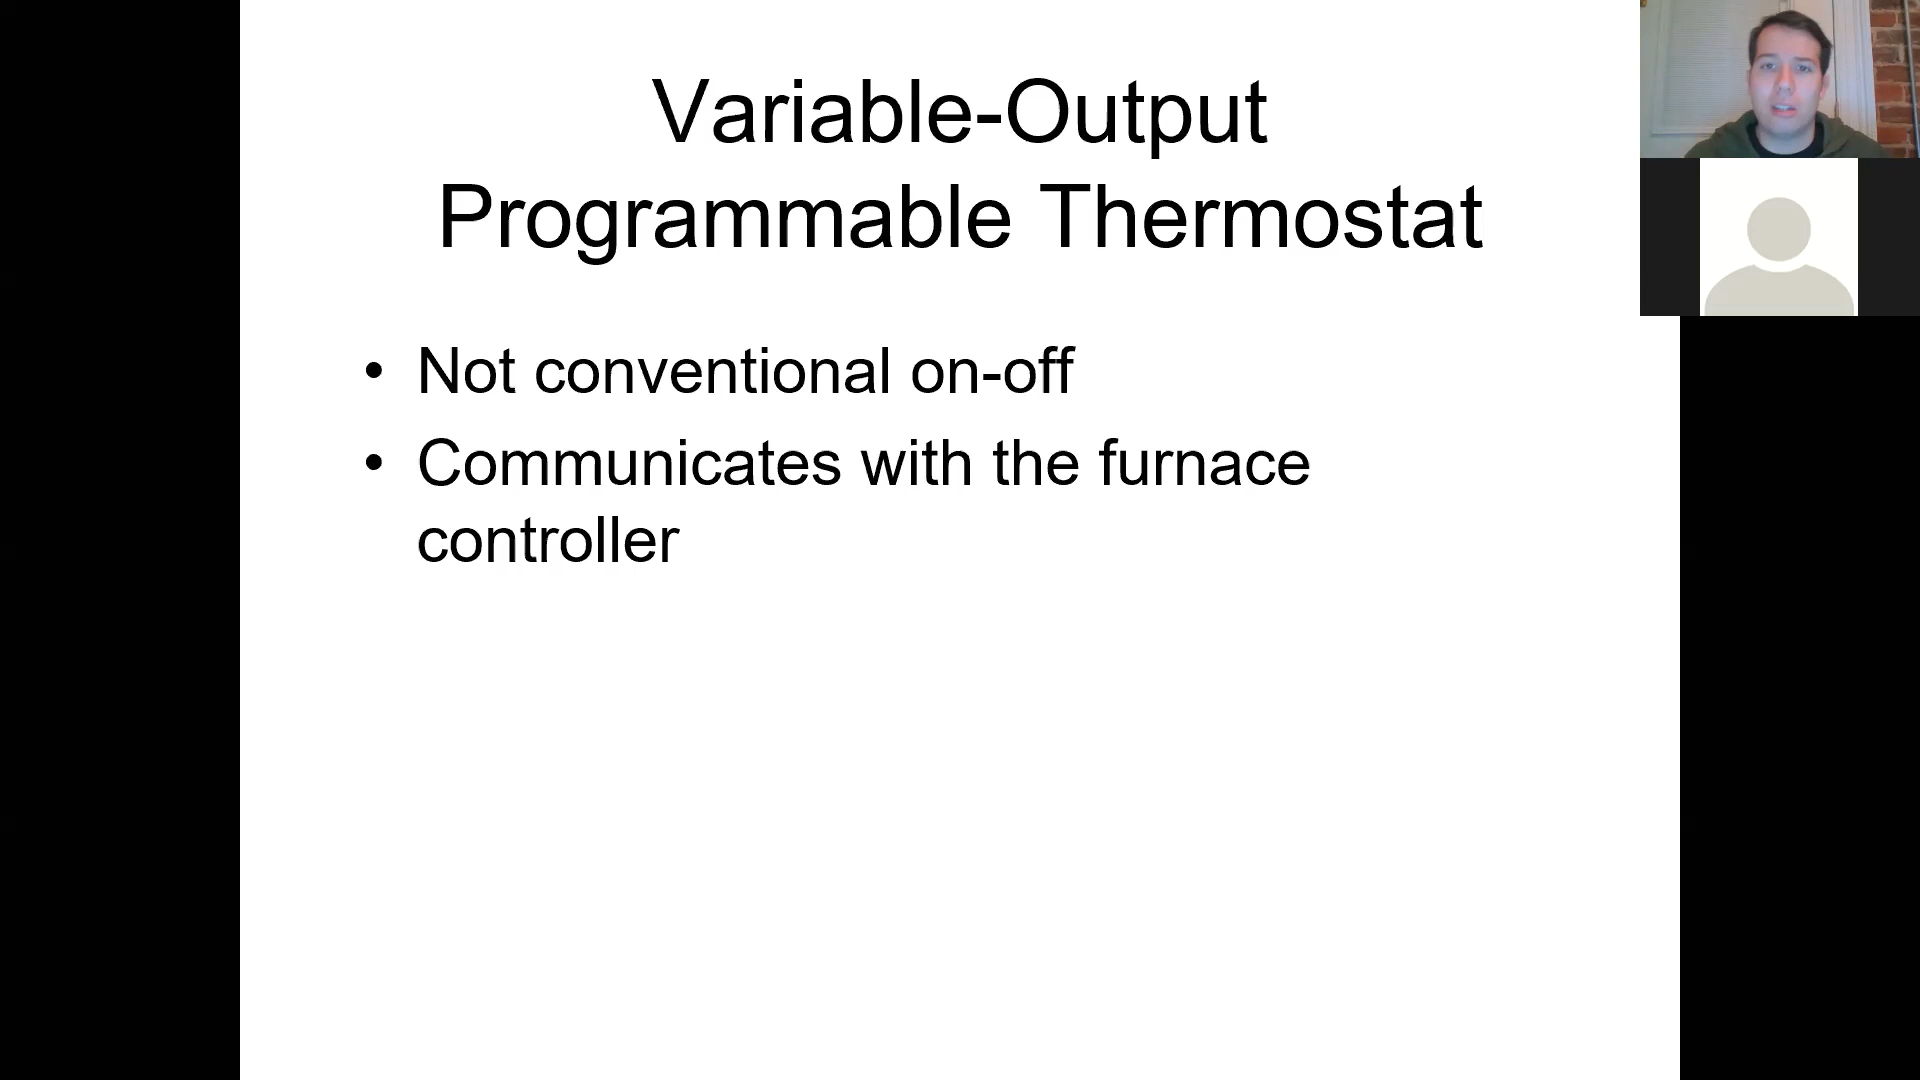 Variable-Output
Programmable Thermostat
• Not conventional on-off
• Communicates with the furnace
controller